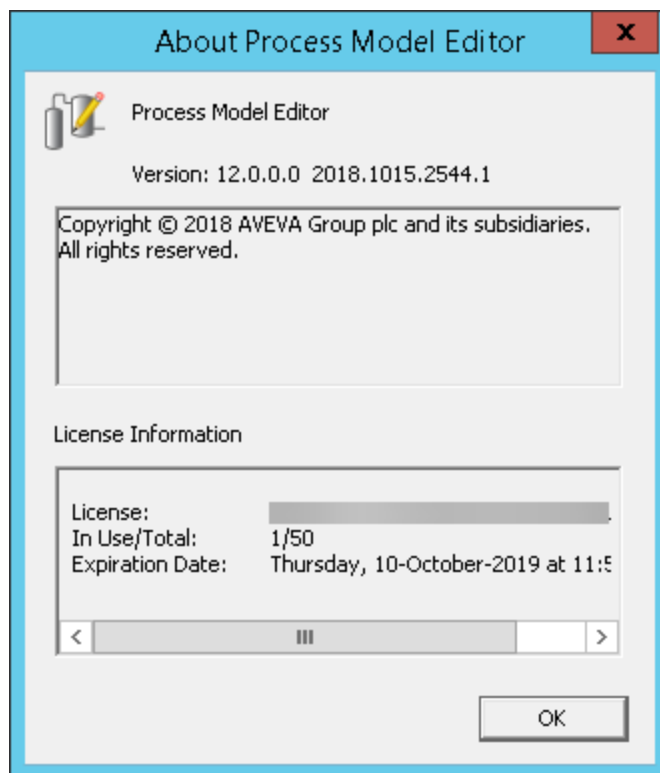 About Process Model Editor
x
Process Model Editor
Version: 12.0.0.0 2018.1015.2544.1
Copyright © 2018 AVEVA Group plc and its subsidiaries.
All rights reserved.
License Information
License:
In Use/Total: 1/50
Expiration Date: Thursday, 10-October-2019 at 11:5
OK